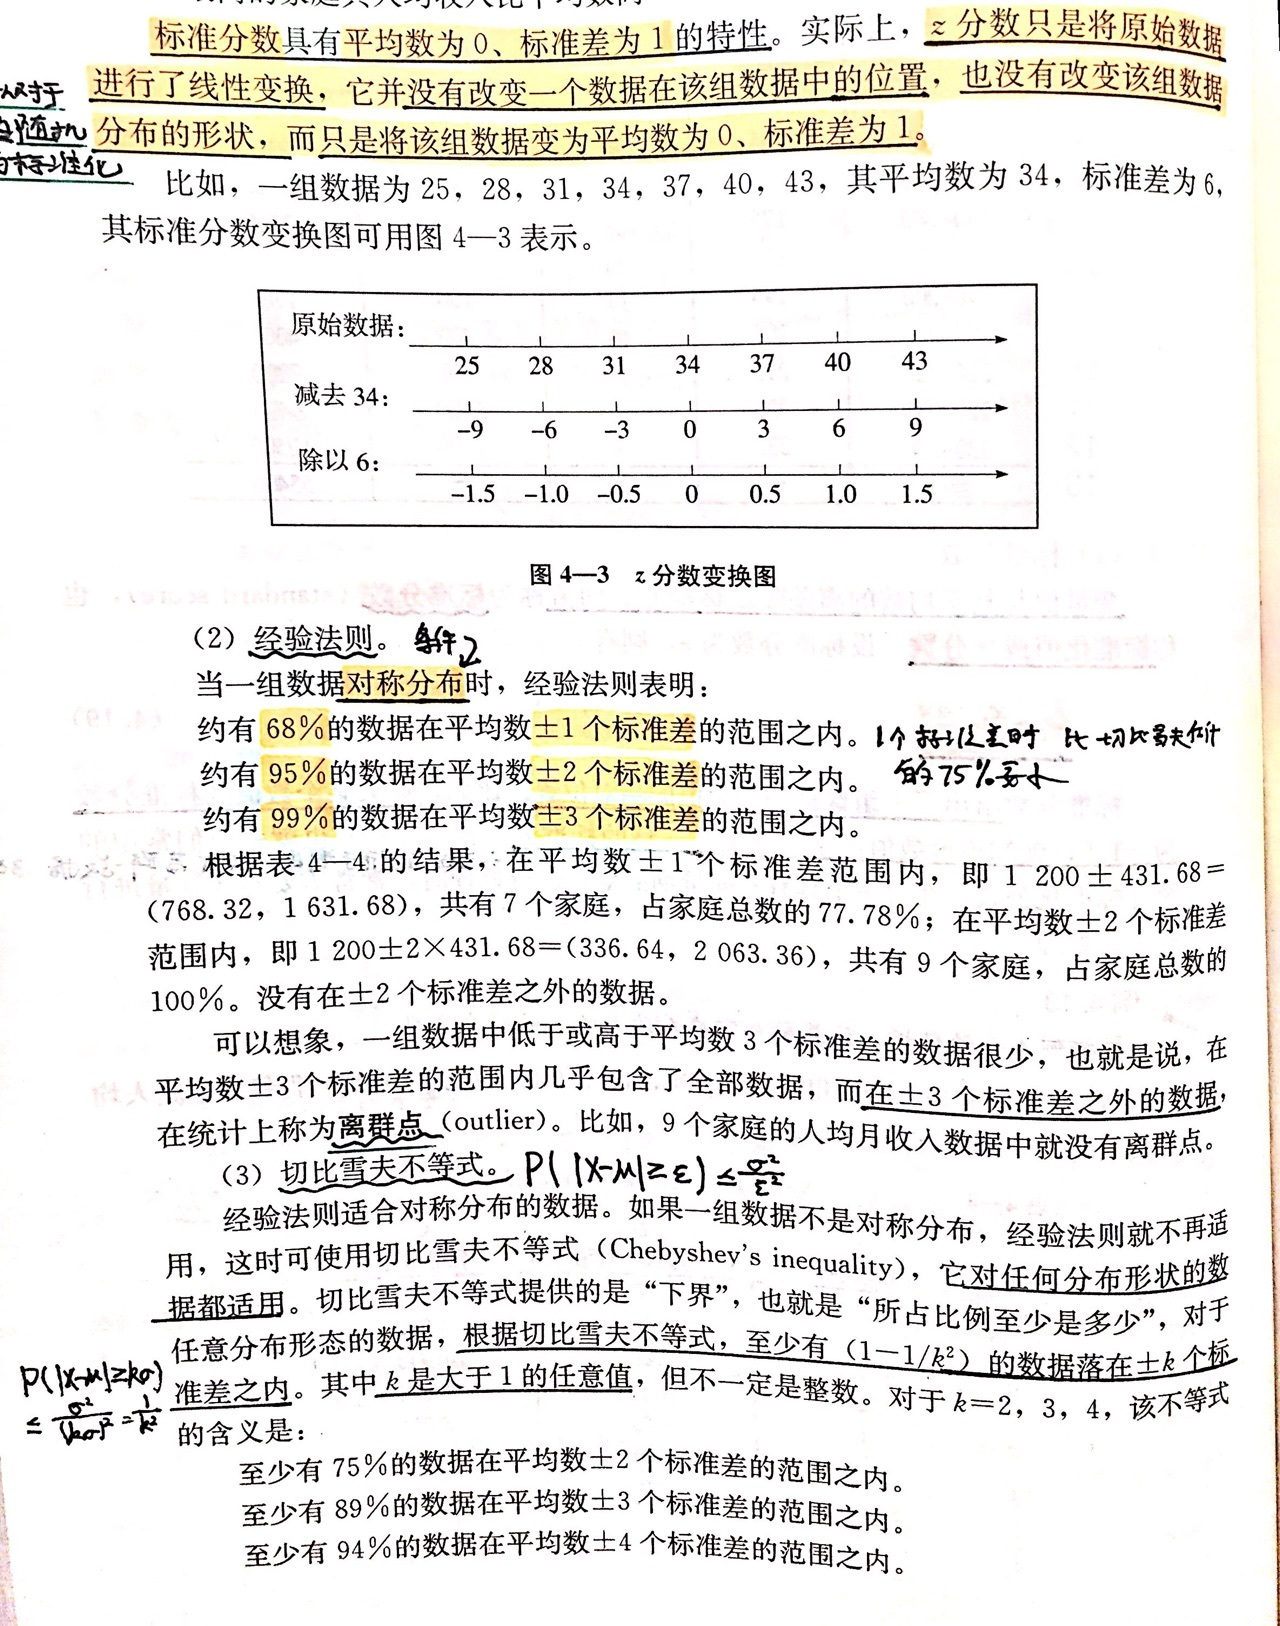 标准分数具有平均数为 0、标准差为 1 的特性。实际上，z 分数只是将原始数据
进行了线性变换，它并没有改变一个数据在该组数据中的位置，也没有改变该组数据
分布的形状，而只是将该组数据变为平均数为 0、标准差为 1。
对于
标准化
比如，一组数据为 25，28，31，34，37，40，43，其平均数为 34，标准差为 6，
其标准分数变换图可用图 4—3 表示。
原始数据：
25 28 31 34 37 40 43
减去 34：
-9 -6 -3 0 3 6 9
除以 6：
-1.5 -1.0 -0.5 0 0.5 1.0 1.5
图 4—3 z 分数变换图
（2）经验法则。 条件
当一组数据对称分布时，经验法则表明：
约有 68%的数据在平均数±1 个标准差的范围之内。 1个标准差时 比切比雪夫估计
约有 95%的数据在平均数±2 个标准差的范围之内。 的75%要大
约有 99%的数据在平均数±3 个标准差的范围之内。
根据表 4—4 的结果，在平均数±1 个标准差范围内，即 1 200±431.68=
(768.32，1 631.68)，共有 7 个家庭，占家庭总数的 77.78%；在平均数±2 个标准差
范围内，即 1 200±2×431.68=(336.64，2 063.36)，共有 9 个家庭，占家庭总数的
100%。没有在±2 个标准差之外的数据。
可以想象，一组数据中低于或高于平均数 3 个标准差的数据很少，也就是说，在
平均数±3 个标准差的范围内几乎包含了全部数据，而在±3 个标准差之外的数据，
在统计上称为离群点（outlier）。比如，9 个家庭的人均月收入数据中就没有离群点。
（3）切比雪夫不等式。 P(|X-μ|≥ε) ≤ σ²/ε²
经验法则适合对称分布的数据。如果一组数据不是对称分布，经验法则就不再适
用，这时可使用切比雪夫不等式（Chebyshev's inequality），它对任何分布形状的数
据都适用。切比雪夫不等式提供的是“下界”，也就是“所占比例至少是多少”，对于
任意分布形态的数据，根据切比雪夫不等式，至少有（1－1/k²）的数据落在±k 个标
准差之内。其中 k 是大于 1 的任意值，但不一定是整数。对于 k=2，3，4，该不等式
的含义是：
P(|X-μ|≥kσ)
≤ σ²/(kσ)² = 1/k²
至少有 75%的数据在平均数±2 个标准差的范围之内。
至少有 89%的数据在平均数±3 个标准差的范围之内。
至少有 94%的数据在平均数±4 个标准差的范围之内。